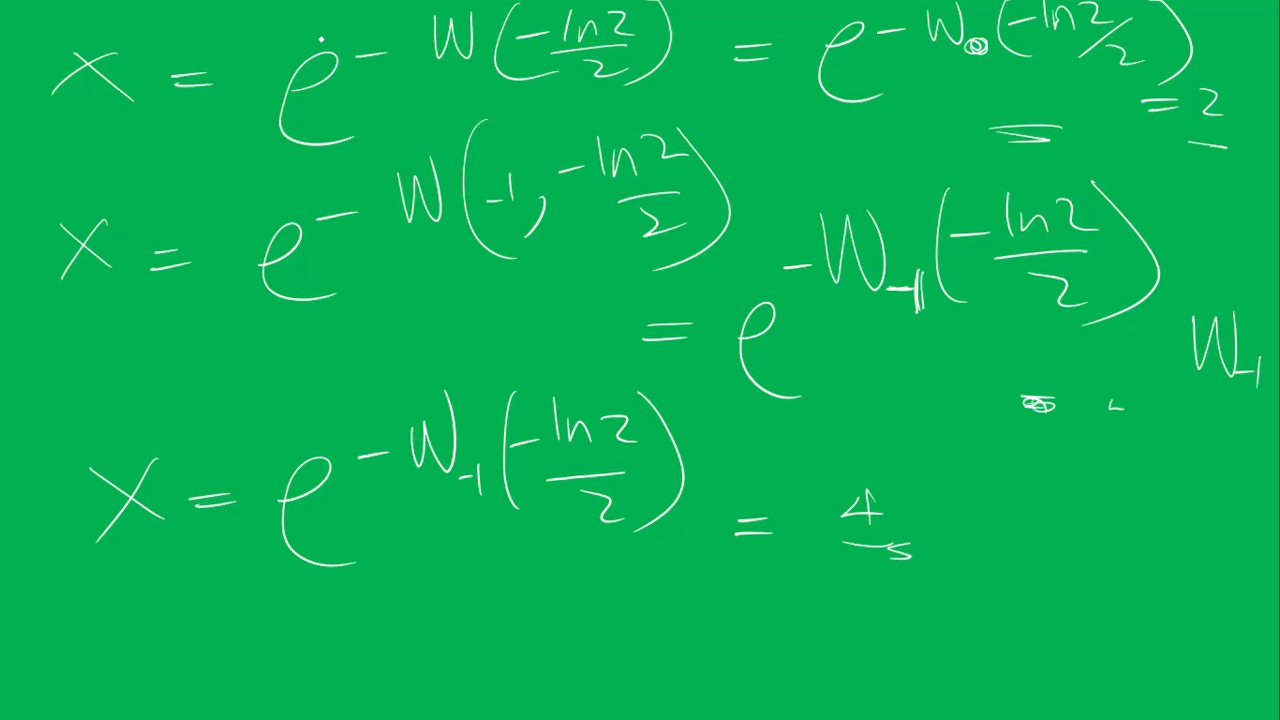 x = e^{-W(-ln2/2)} = e^{-W_0(-ln2/2)}
= 2
x = e^{-W(-1, -ln2/2)}
= e^{-W_{-1}(-ln2/2)}
W_{-1}
x = e^{-W_{-1}(-ln2/2)} = 4